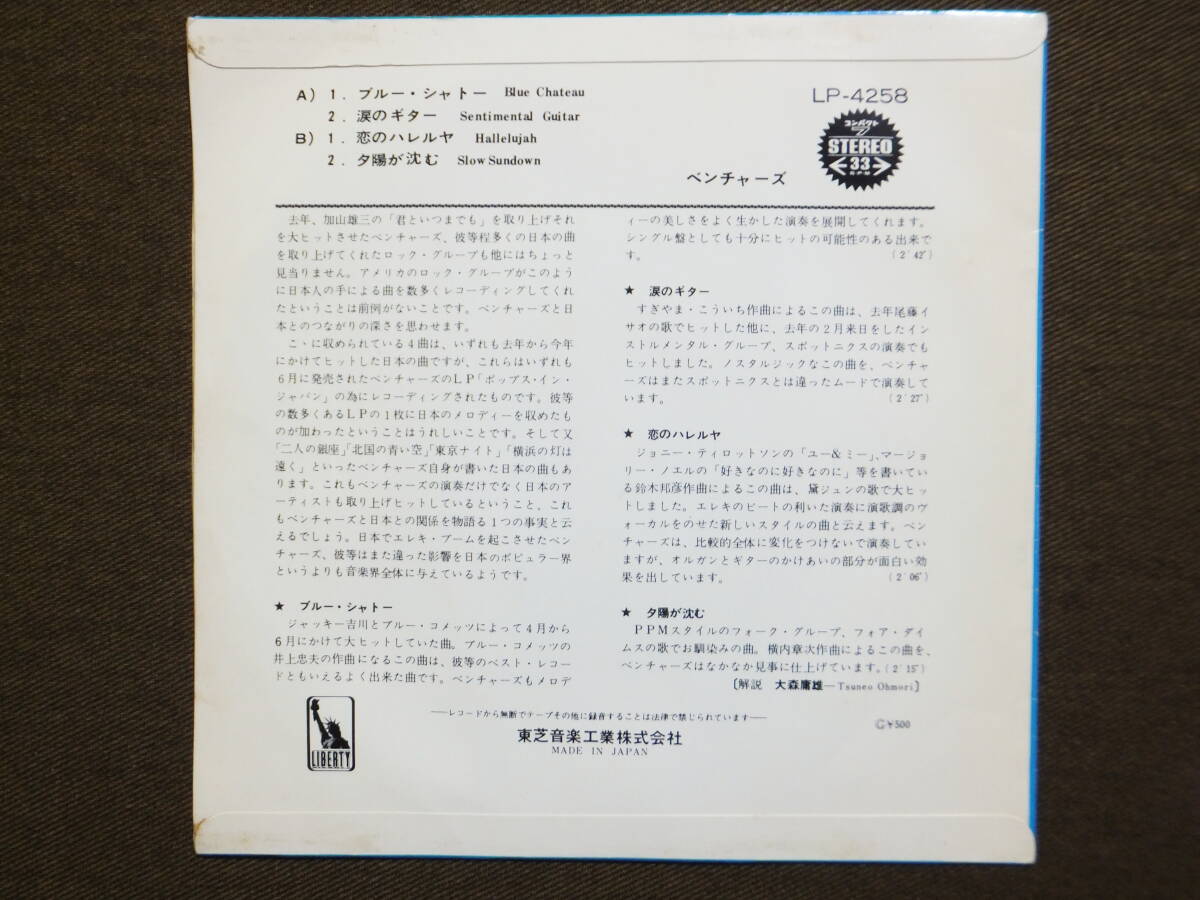 A) 1. ブルー・シャトー Blue Chateau
2. 涙のギター Sentimental Guitar
B) 1. 恋のハレルヤ Hallelujah
2. 夕陽が沈む Slow Sundown
ベンチャーズ
LP-4258
コンパクト
7
STEREO
33
RPM
去年、加山雄三の「君といつまでも」を取り上げそれ
を大ヒットさせたベンチャーズ、彼等程多くの日本の曲
を取り上げてくれたロック・グループも他にはちょっと
見当りません。アメリカのロック・グループがこのよう
に日本人の手による曲を数多くレコーディングしてくれ
たということは前例がないことです。ベンチャーズと日
本とのつながりの深さを思わせます。
こゝに収められている4曲は、いずれも去年から今年
にかけてヒットした日本の曲ですが、これらはいずれも
6月に発売されたベンチャーズのLP「ポップス・イン・
ジャパン」の為にレコーディングされたものです。彼等
の数多くあるLPの1枚に日本のメロディーを収めたも
のが加わったということはうれしいことです。そして又
「二人の銀座」「北国の青い空」「東京ナイト」「横浜の灯は
遠く」といったベンチャーズ自身が書いた日本の曲もあ
ります。これもベンチャーズの演奏だけでなく日本のア
ーティストも取り上げヒットしているということ、これ
もベンチャーズと日本との関係を物語る1つの事実と云
えるでしょう。日本でエレキ・ブームを起こさせたベン
チャーズ、彼等はまた違った影響を日本のポピュラー界
というよりも音楽界全体に与えているようです。
★ ブルー・シャトー
ジャッキー吉川とブルー・コメッツによって4月から
6月にかけて大ヒットしていた曲。ブルー・コメッツの
井上忠夫の作曲になるこの曲は、彼等のベスト・レコー
ドともいえるよく出来た曲です。ベンチャーズもメロデ
ィーの美しさをよく生かした演奏を展開してくれます。
シングル盤としても十分にヒットの可能性のある出来で
す。 (2′42″)
★ 涙のギター
すぎやま・こういち作曲によるこの曲は、去年尾藤イ
サオの歌でヒットした他に、去年の2月来日をしたイン
ストルメンタル・グループ、スポットニクスの演奏でも
ヒットしました。ノスタルジックなこの曲を、ベンチャ
ーズはまたスポットニクスとは違ったムードで演奏して
います。 (2′27″)
★ 恋のハレルヤ
ジョニー・ティロットソンの「ユー&ミー」、マージョ
リー・ノエルの「好きなのに好きなのに」等を書いてい
る鈴木邦彦作曲によるこの曲は、黛ジュンの歌で大ヒッ
トしました。エレキのビートの利いた演奏に演歌調のヴ
ォーカルをのせた新しいスタイルの曲と云えます。ベン
チャーズは、比較的全体に変化をつけないで演奏してい
ますが、オルガンとギターのかけあいの部分が面白い効
果を出しています。 (2′06″)
★ 夕陽が沈む
PPMスタイルのフォーク・グループ、フォア・ダイ
ムスの歌でお馴染みの曲。横内章次作曲によるこの曲を、
ベンチャーズはなかなか見事に仕上げています。(2′15″)
〔解説 大森庸雄—Tsuneo Ohmori〕
LIBERTY
——レコードから無断でテープその他に録音することは法律で禁じられています——
東芝音楽工業株式会社
MADE IN JAPAN
G¥500